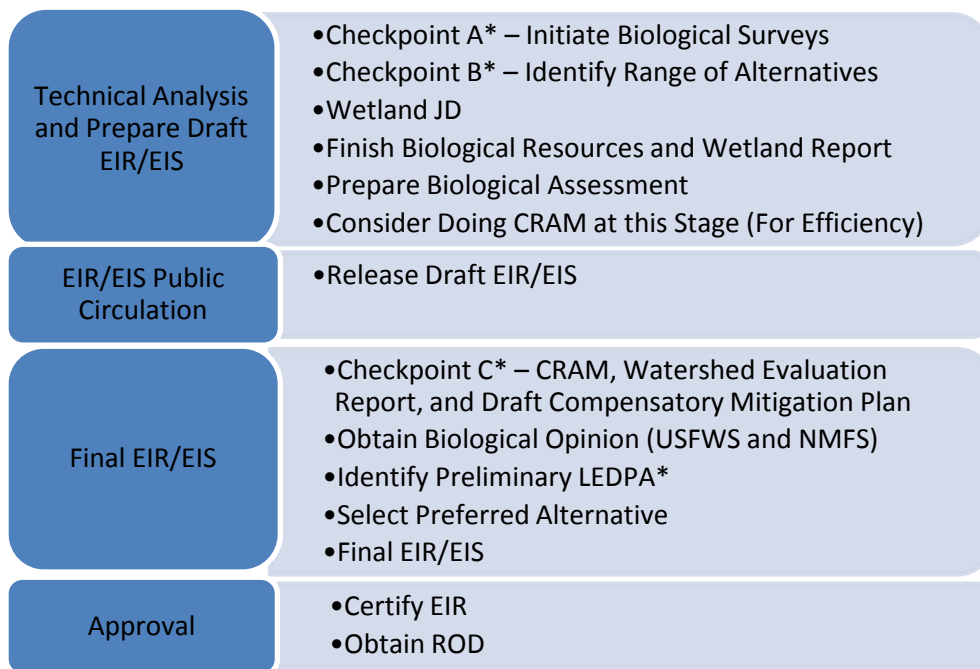 Technical Analysis
and Prepare Draft
EIR/EIS
•Checkpoint A* – Initiate Biological Surveys
•Checkpoint B* – Identify Range of Alternatives
•Wetland JD
•Finish Biological Resources and Wetland Report
•Prepare Biological Assessment
•Consider Doing CRAM at this Stage (For Efficiency)
EIR/EIS Public
Circulation
•Release Draft EIR/EIS
Final EIR/EIS
•Checkpoint C* – CRAM, Watershed Evaluation
Report, and Draft Compensatory Mitigation Plan
•Obtain Biological Opinion (USFWS and NMFS)
•Identify Preliminary LEDPA*
•Select Preferred Alternative
•Final EIR/EIS
Approval
•Certify EIR
•Obtain ROD